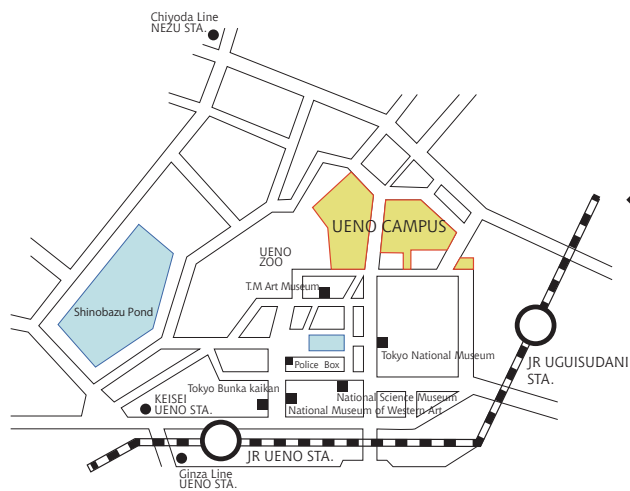 Chiyoda Line
NEZU STA.
UENO CAMPUS
UENO
ZOO
T.M Art Museum
Shinobazu Pond
Tokyo National Museum
JR UGUISUDANI
STA.
Police Box
Tokyo Bunka kaikan
National Science Museum
National Museum of Western Art
KEISEI
UENO STA.
JR UENO STA.
Ginza Line
UENO STA.